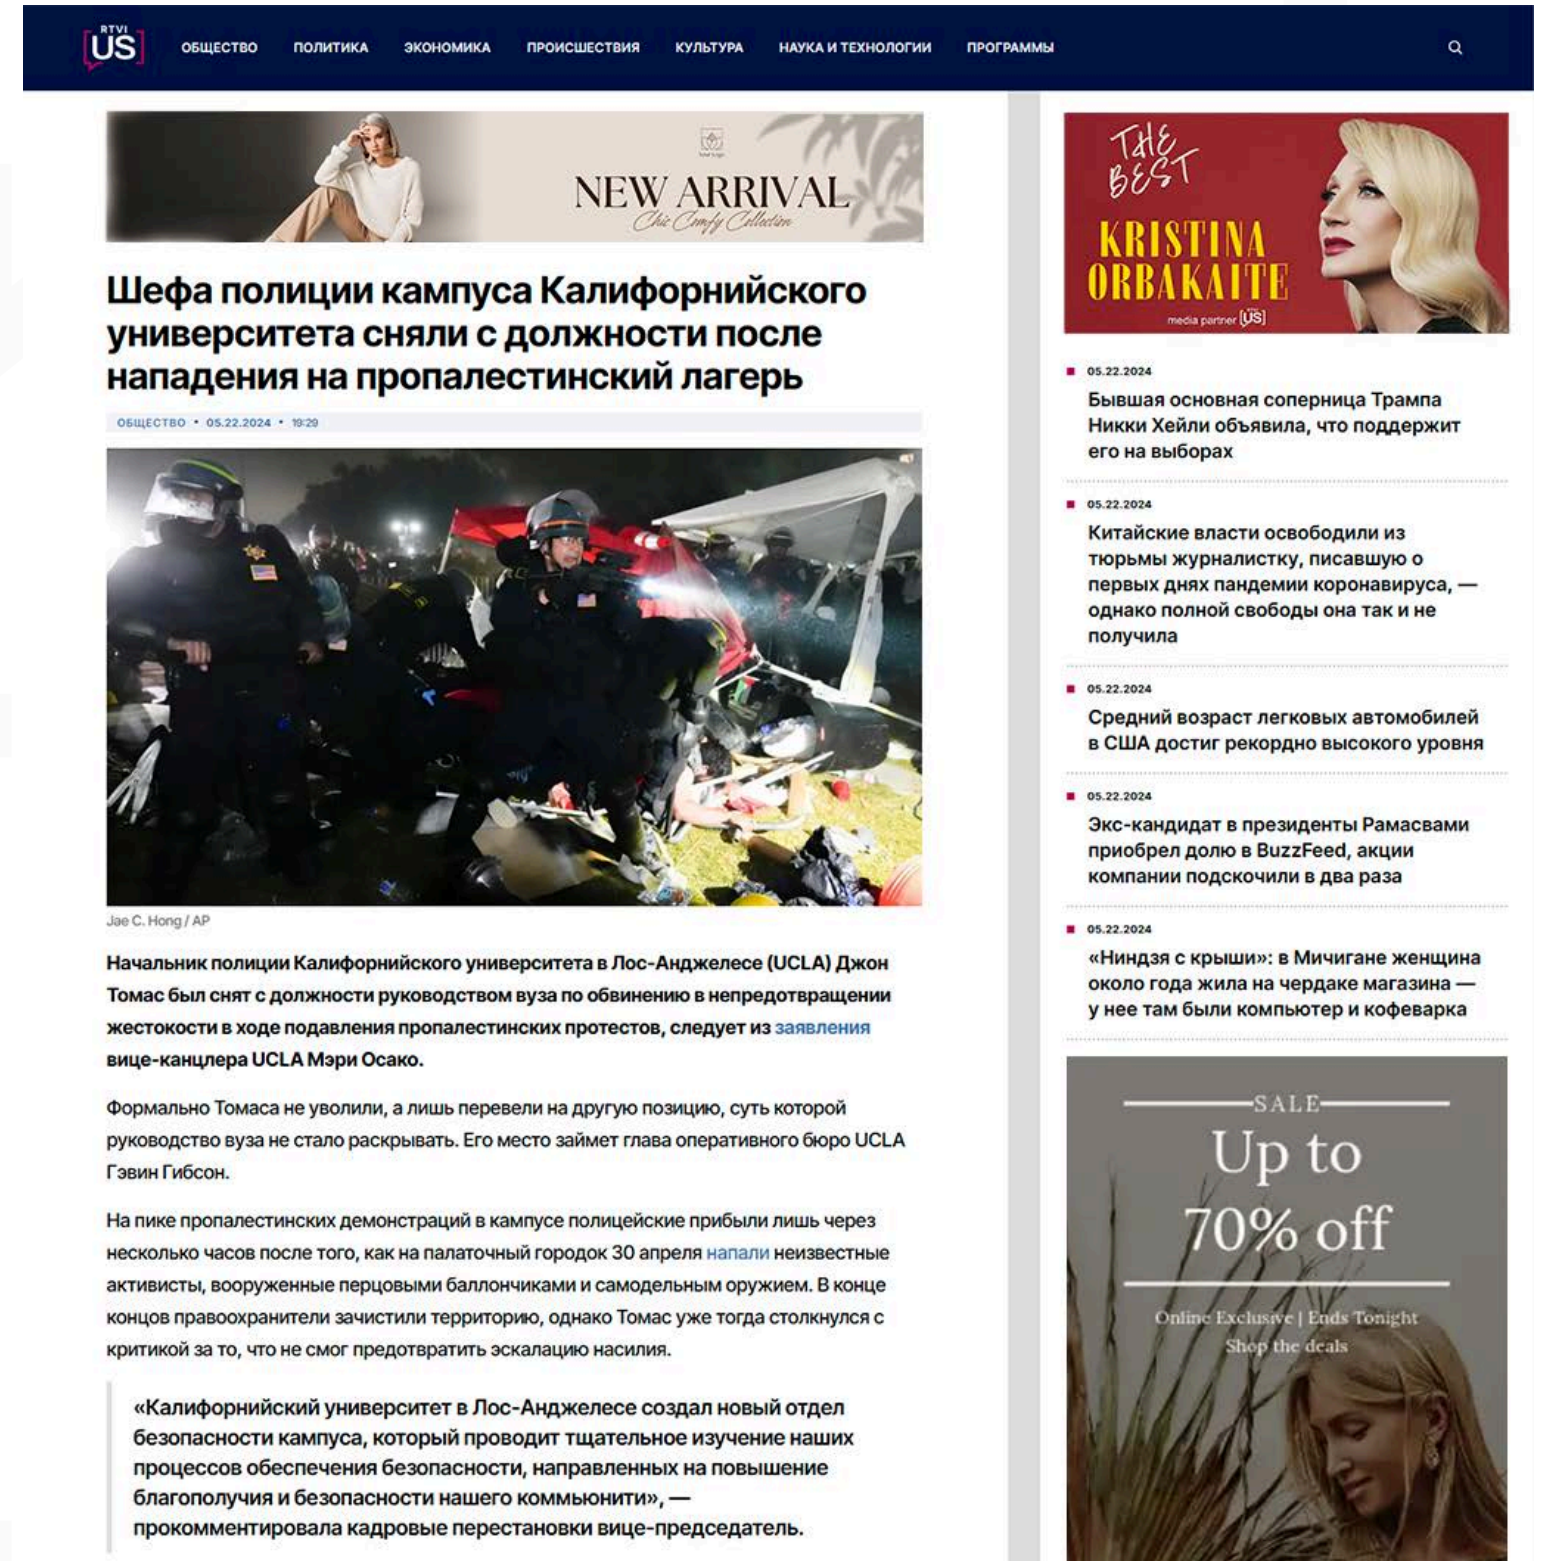 RTVI
US
ОБЩЕСТВО
ПОЛИТИКА
ЭКОНОМИКА
ПРОИСШЕСТВИЯ
КУЛЬТУРА
НАУКА И ТЕХНОЛОГИИ
ПРОГРАММЫ
NEW ARRIVAL
Chic Comfy Collection
Шефа полиции кампуса Калифорнийского
университета сняли с должности после
нападения на пропалестинский лагерь
ОБЩЕСТВО • 05.22.2024 • 19:29
Jae C. Hong / AP
Начальник полиции Калифорнийского университета в Лос-Анджелесе (UCLA) Джон
Томас был снят с должности руководством вуза по обвинению в непредотвращении
жестокости в ходе подавления пропалестинских протестов, следует из заявления
вице-канцлера UCLA Мэри Осако.
Формально Томаса не уволили, а лишь перевели на другую позицию, суть которой
руководство вуза не стало раскрывать. Его место займет глава оперативного бюро UCLA
Гэвин Гибсон.
На пике пропалестинских демонстраций в кампусе полицейские прибыли лишь через
несколько часов после того, как на палаточный городок 30 апреля напали неизвестные
активисты, вооруженные перцовыми баллончиками и самодельным оружием. В конце
концов правоохранители зачистили территорию, однако Томас уже тогда столкнулся с
критикой за то, что не смог предотвратить эскалацию насилия.
«Калифорнийский университет в Лос-Анджелесе создал новый отдел
безопасности кампуса, который проводит тщательное изучение наших
процессов обеспечения безопасности, направленных на повышение
благополучия и безопасности нашего коммьюнити», —
прокомментировала кадровые перестановки вице-председатель.
THE
BEST
KRISTINA
ORBAKAITE
media partner [US]
05.22.2024
Бывшая основная соперница Трампа
Никки Хейли объявила, что поддержит
его на выборах
05.22.2024
Китайские власти освободили из
тюрьмы журналистку, писавшую о
первых днях пандемии коронавируса, —
однако полной свободы она так и не
получила
05.22.2024
Средний возраст легковых автомобилей
в США достиг рекордно высокого уровня
05.22.2024
Экс-кандидат в президенты Рамасвами
приобрел долю в BuzzFeed, акции
компании подскочили в два раза
05.22.2024
«Ниндзя с крыши»: в Мичигане женщина
около года жила на чердаке магазина —
у нее там были компьютер и кофеварка
SALE
Up to
70% off
Online Exclusive | Ends Tonight
Shop the deals